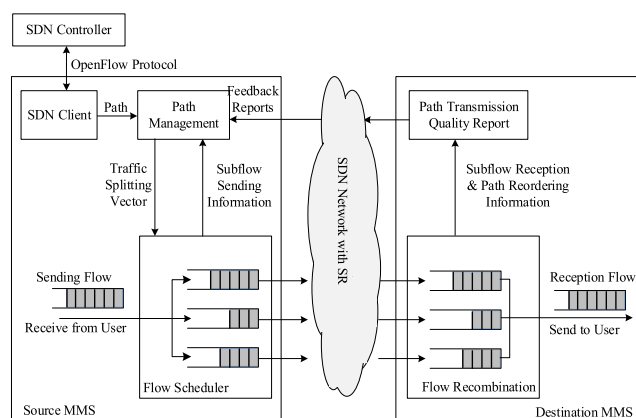 SDN Controller
OpenFlow Protocol
SDN Client
Path
Path
Management
Feedback
Reports
Path Transmission
Quality Report
Traffic
Splitting
Vector
Subflow
Sending
Information
SDN Network with SR
Subflow Reception
& Path Reordering
Information
Sending Flow
Receive from User
Flow Scheduler
Source MMS
Reception Flow
Send to User
Flow Recombination
Destination MMS